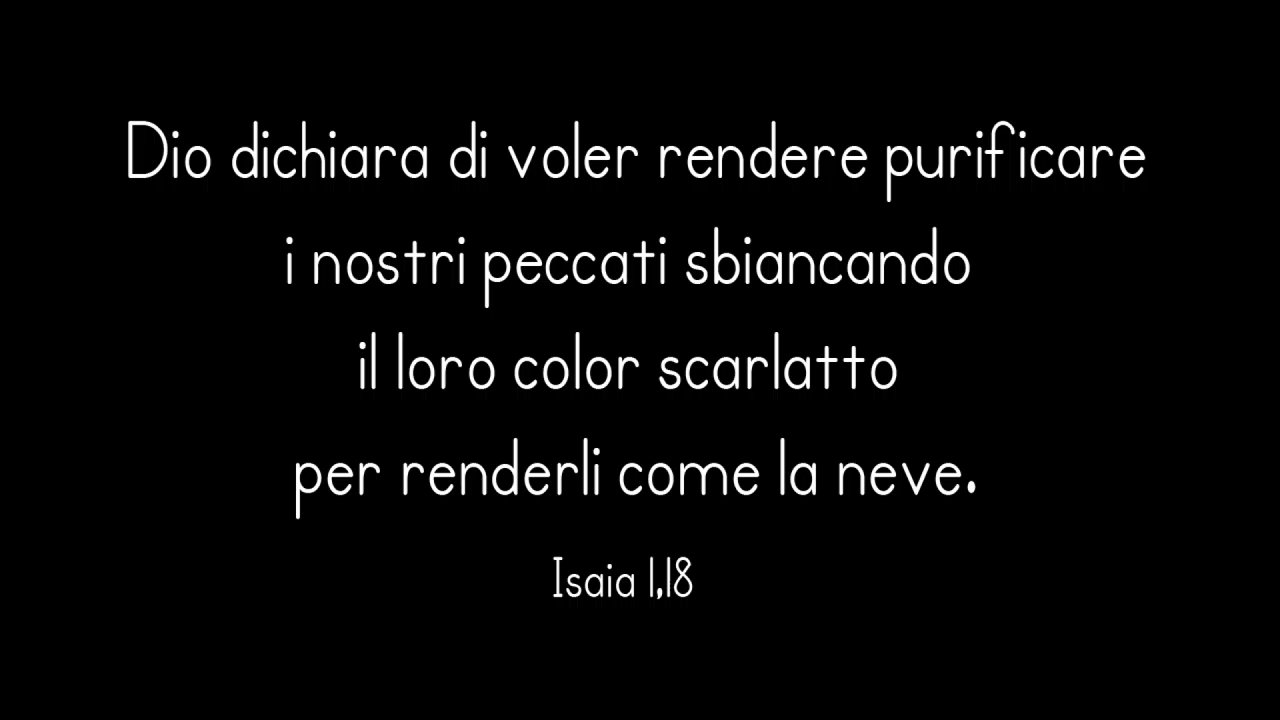 Dio dichiara di voler rendere purificare
i nostri peccati sbiancando
il loro color scarlatto
per renderli come la neve.
Isaia 1,18